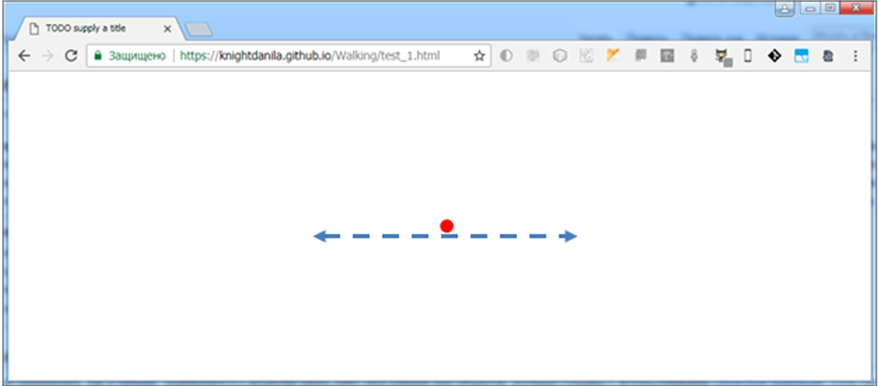 TODO supply a title
Защищено https://knightdanila.github.io/Walking/test_1.html